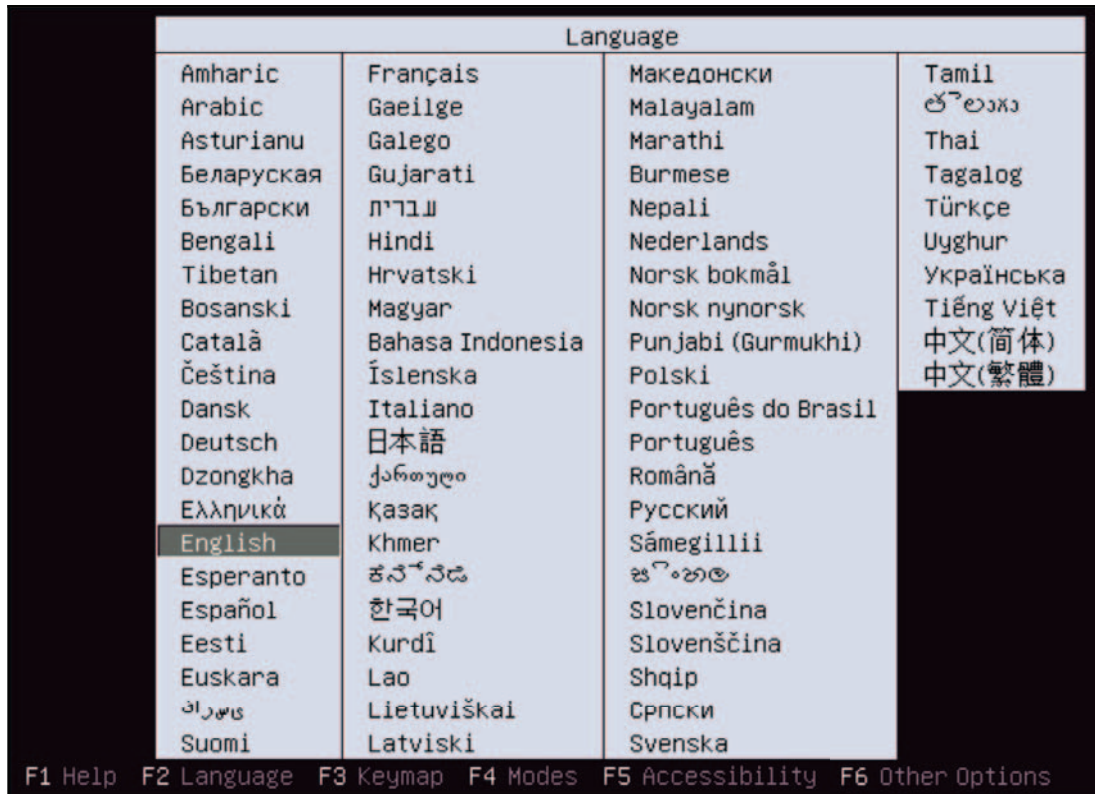 Language
Amharic
Arabic
Asturianu
Беларуская
Български
Bengali
Tibetan
Bosanski
Català
Čeština
Dansk
Deutsch
Dzongkha
Ελληνικά
English
Esperanto
Español
Eesti
Euskara
فارسی
Suomi
Français
Gaeilge
Galego
Gujarati
עברית
Hindi
Hrvatski
Magyar
Bahasa Indonesia
Íslenska
Italiano
日本語
ქართული
Қазақ
Khmer
ಕನ್ನಡ
한국어
Kurdî
Lao
Lietuviškai
Latviski
Македонски
Malayalam
Marathi
Burmese
Nepali
Nederlands
Norsk bokmål
Norsk nynorsk
Punjabi (Gurmukhi)
Polski
Português do Brasil
Português
Română
Русский
Sámegillii
සිංහල
Slovenčina
Slovenščina
Shqip
Српски
Svenska
Tamil
తెలుగు
Thai
Tagalog
Türkçe
Uyghur
Українська
Tiếng Việt
中文(简体)
中文(繁體)
F1 Help F2 Language F3 Keymap F4 Modes F5 Accessibility F6 Other Options